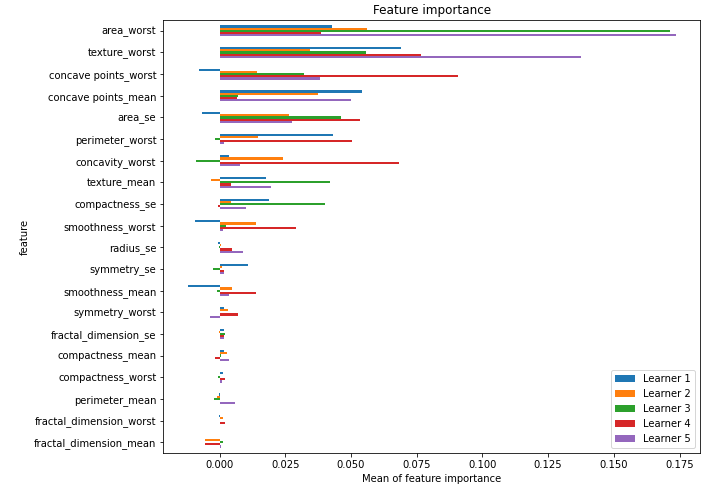 Feature importance
area_worst
texture_worst
concave points_worst
concave points_mean
area_se
perimeter_worst
concavity_worst
texture_mean
compactness_se
smoothness_worst
radius_se
symmetry_se
smoothness_mean
symmetry_worst
fractal_dimension_se
compactness_mean
compactness_worst
perimeter_mean
fractal_dimension_worst
fractal_dimension_mean
feature
Learner 1
Learner 2
Learner 3
Learner 4
Learner 5
0.000 0.025 0.050 0.075 0.100 0.125 0.150 0.175
Mean of feature importance